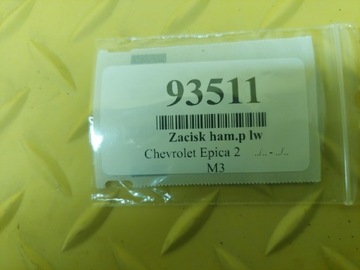 93511
Zacisk ham.p lw
Chevrolet Epica 2 ../.. - ../..
M3